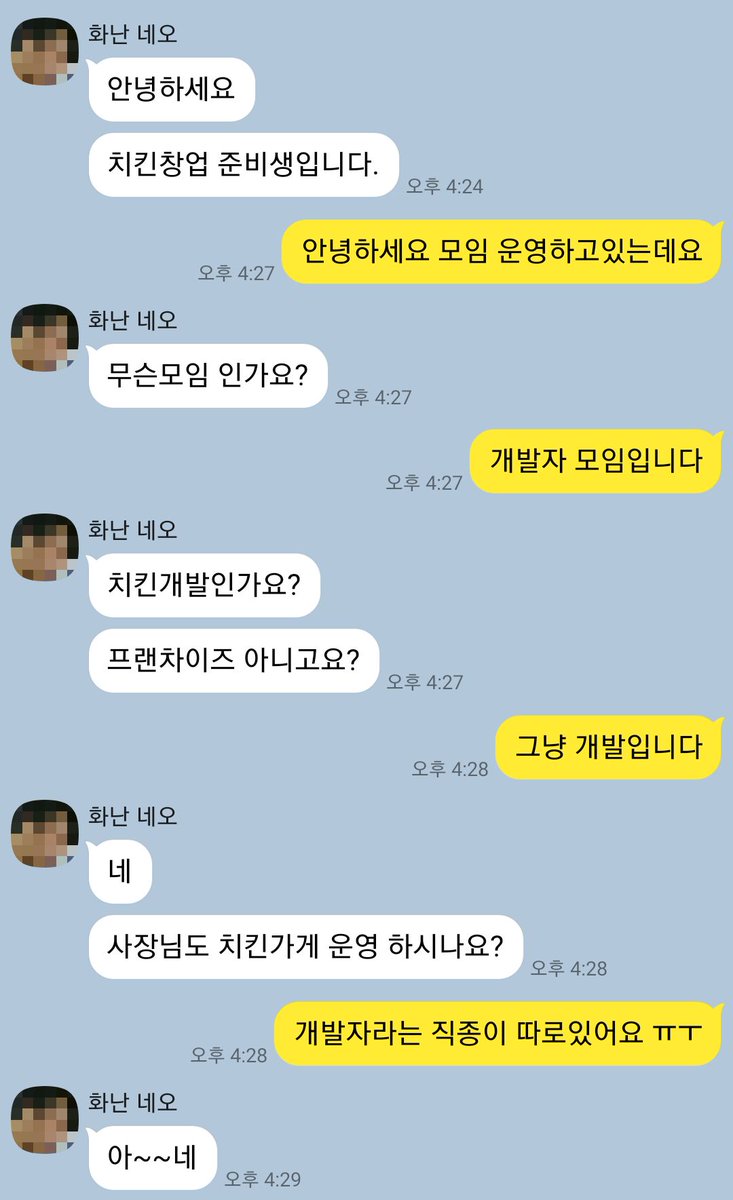 화난 네오
안녕하세요
치킨창업 준비생입니다.
오후 4:24
안녕하세요 모임 운영하고있는데요
오후 4:27
화난 네오
무슨모임 인가요?
오후 4:27
개발자 모임입니다
오후 4:27
화난 네오
치킨개발인가요?
프랜차이즈 아니고요?
오후 4:27
그냥 개발입니다
오후 4:28
화난 네오
네
사장님도 치킨가게 운영 하시나요?
오후 4:28
개발자라는 직종이 따로있어요 ㅠㅜ
오후 4:28
화난 네오
아~~네
오후 4:29